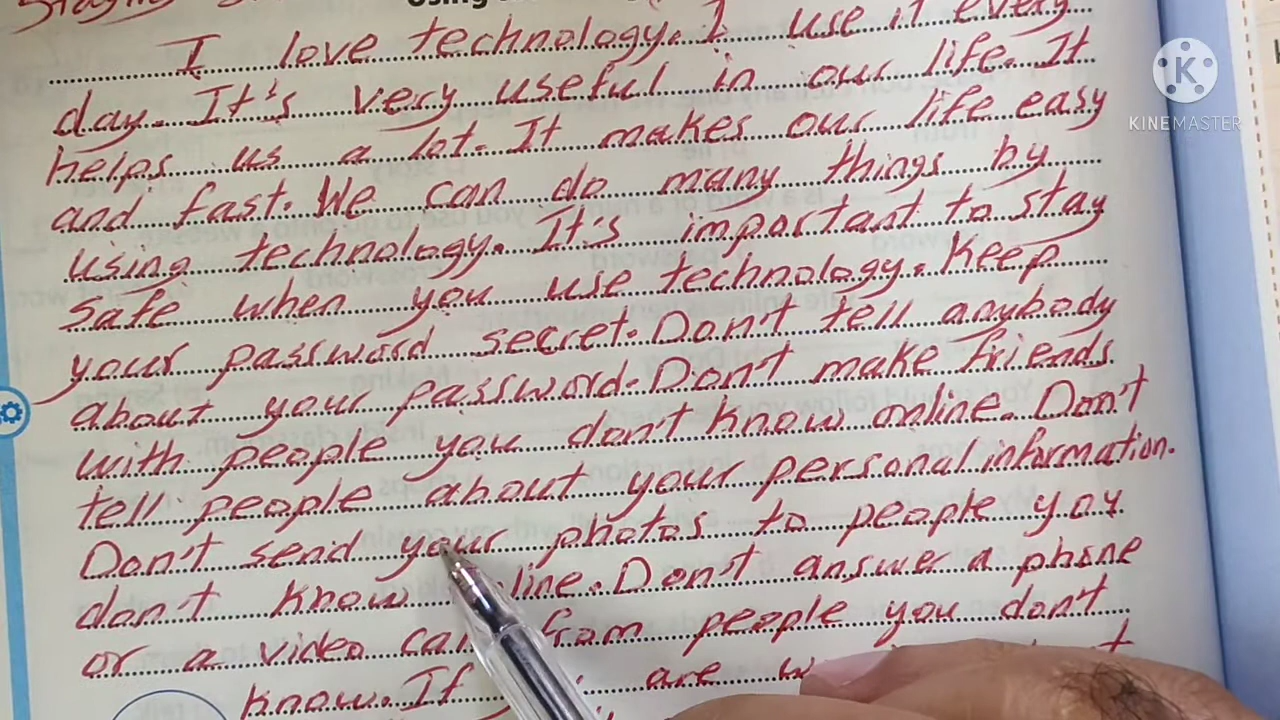 Staying
I love technology. I use it every
day. It's very useful in our life. It
helps us a lot. It makes our life easy
and fast. We can do many things by
using technology. It's important to stay
safe when you use technology. Keep
your password secret. Don't tell anybody
about your password. Don't make friends
with people you don't know online. Don't
tell people about your personal information.
Don't send your photos to people you
don't know online. Don't answer a phone
or a video call from people you don't
know. If are
KINEMASTER